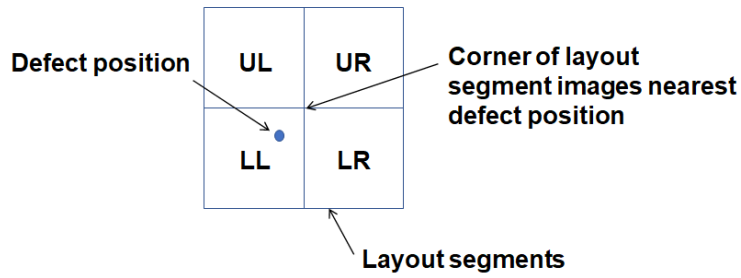 Defect position
UL
UR
Corner of layout
segment images nearest
defect position
LL
LR
Layout segments